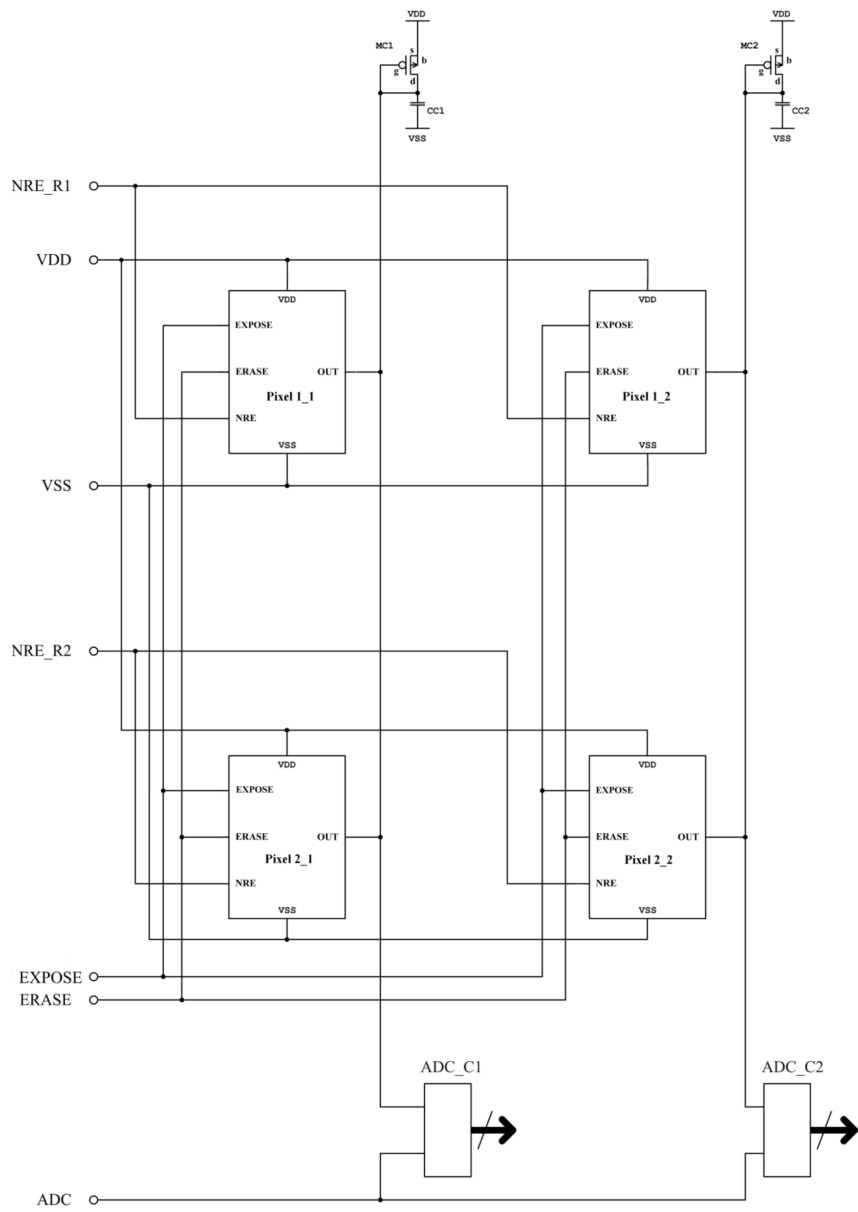 VDD VDD
MC1 s b g d MC2 s b g d
CC1 CC2
VSS VSS
NRE_R1
VDD
VDD VDD
EXPOSE EXPOSE
ERASE OUT ERASE OUT
Pixel 1_1 Pixel 1_2
NRE NRE
VSS VSS
VSS
NRE_R2
VDD VDD
EXPOSE EXPOSE
ERASE OUT ERASE OUT
Pixel 2_1 Pixel 2_2
NRE NRE
VSS VSS
EXPOSE
ERASE
ADC_C1 ADC_C2
ADC